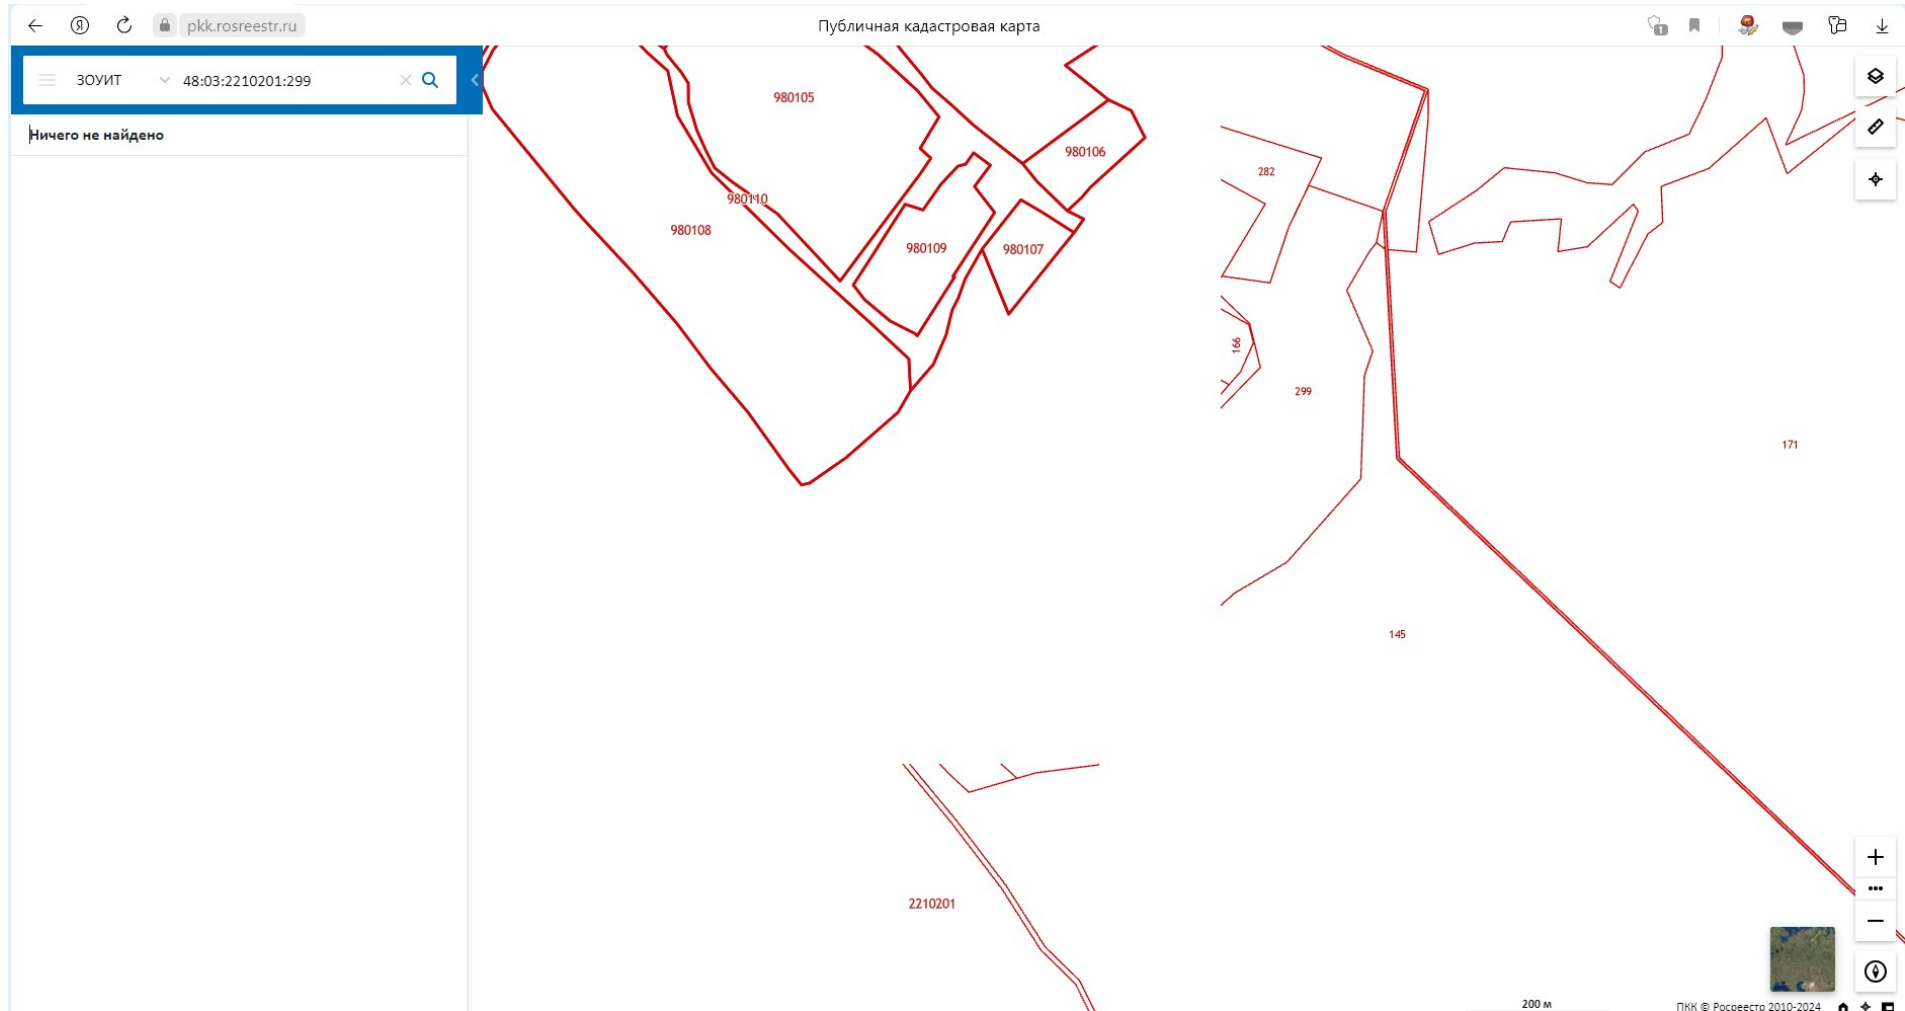 Я pkk.rosreestr.ru Публичная кадастровая карта 1
ЗОУИТ 48:03:2210201:299
Ничего не найдено
980105
980106
282
980110
980108
980109
980107
166
299
171
145
2210201
200 м
ПКК © Росреестр 2010-2024